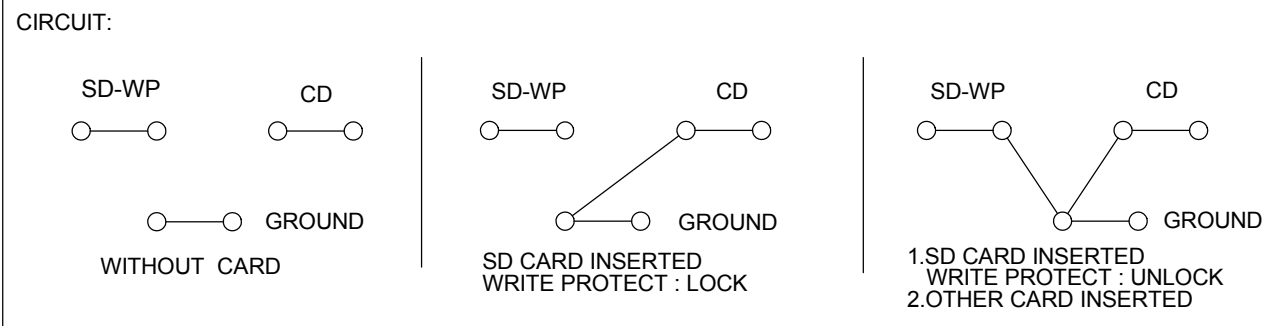 CIRCUIT:
SD-WP CD
GROUND
WITHOUT CARD
SD-WP CD
GROUND
SD CARD INSERTED
WRITE PROTECT : LOCK
SD-WP CD
GROUND
1.SD CARD INSERTED
WRITE PROTECT : UNLOCK
2.OTHER CARD INSERTED